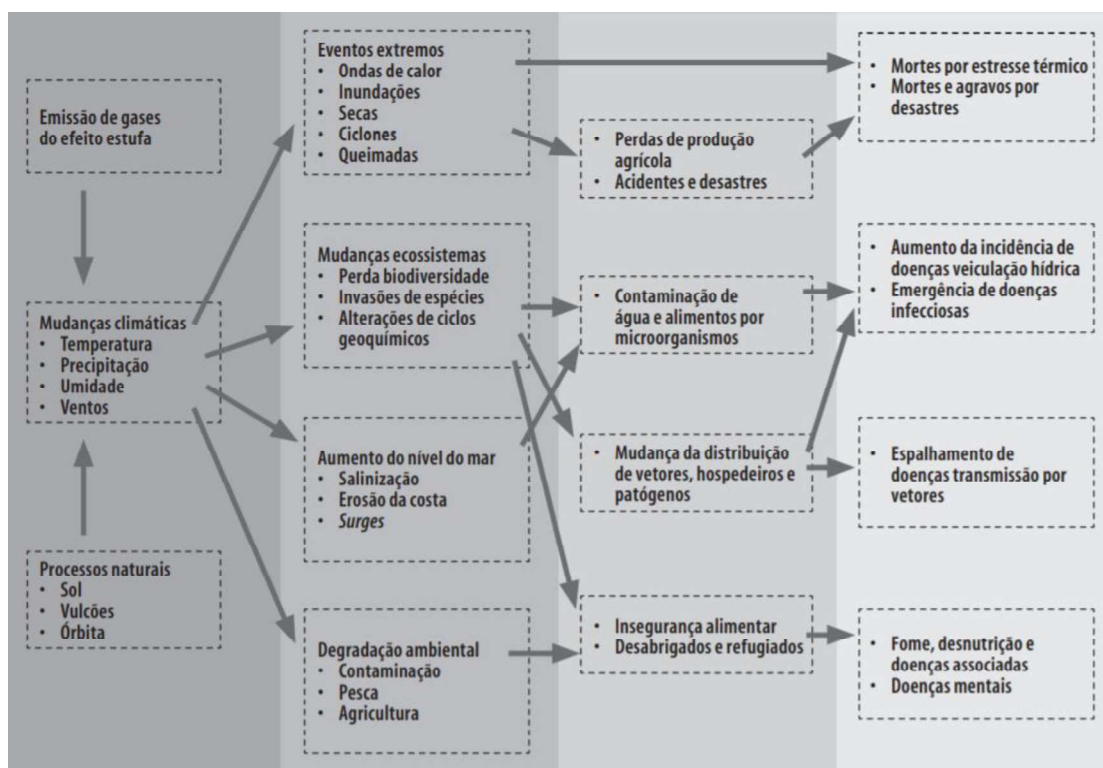 Emissão de gases
do efeito estufa
Mudanças climáticas
• Temperatura
• Precipitação
• Umidade
• Ventos
Processos naturais
• Sol
• Vulcões
• Órbita
Eventos extremos
• Ondas de calor
• Inundações
• Secas
• Ciclones
• Queimadas
Mudanças ecossistemas
• Perda biodiversidade
• Invasões de espécies
• Alterações de ciclos
geoquímicos
Aumento do nível do mar
• Salinização
• Erosão da costa
• Surges
Degradação ambiental
• Contaminação
• Pesca
• Agricultura
• Perdas de produção
agrícola
• Acidentes e desastres
• Contaminação de
água e alimentos por
microorganismos
• Mudança da distribuição
de vetores, hospedeiros e
patógenos
• Insegurança alimentar
• Desabrigados e refugiados
• Mortes por estresse térmico
• Mortes e agravos por
desastres
• Aumento da incidência de
doenças veiculação hídrica
• Emergência de doenças
infecciosas
• Espalhamento de
doenças transmissão por
vetores
• Fome, desnutrição e
doenças associadas
• Doenças mentais